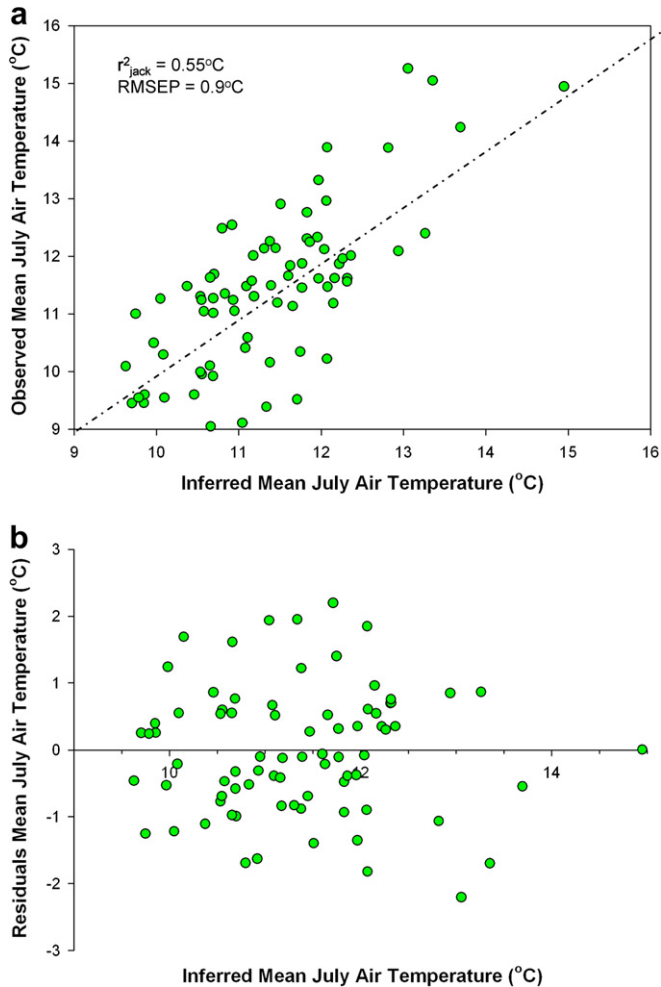 a
16
15
14
13
12
11
10
9
Observed Mean July Air Temperature (°C)
r²jack = 0.55°C
RMSEP = 0.9°C
9 10 11 12 13 14 15 16
Inferred Mean July Air Temperature (°C)
b
3
2
1
0
-1
-2
-3
Residuals Mean July Air Temperature (°C)
10 12 14
Inferred Mean July Air Temperature (°C)